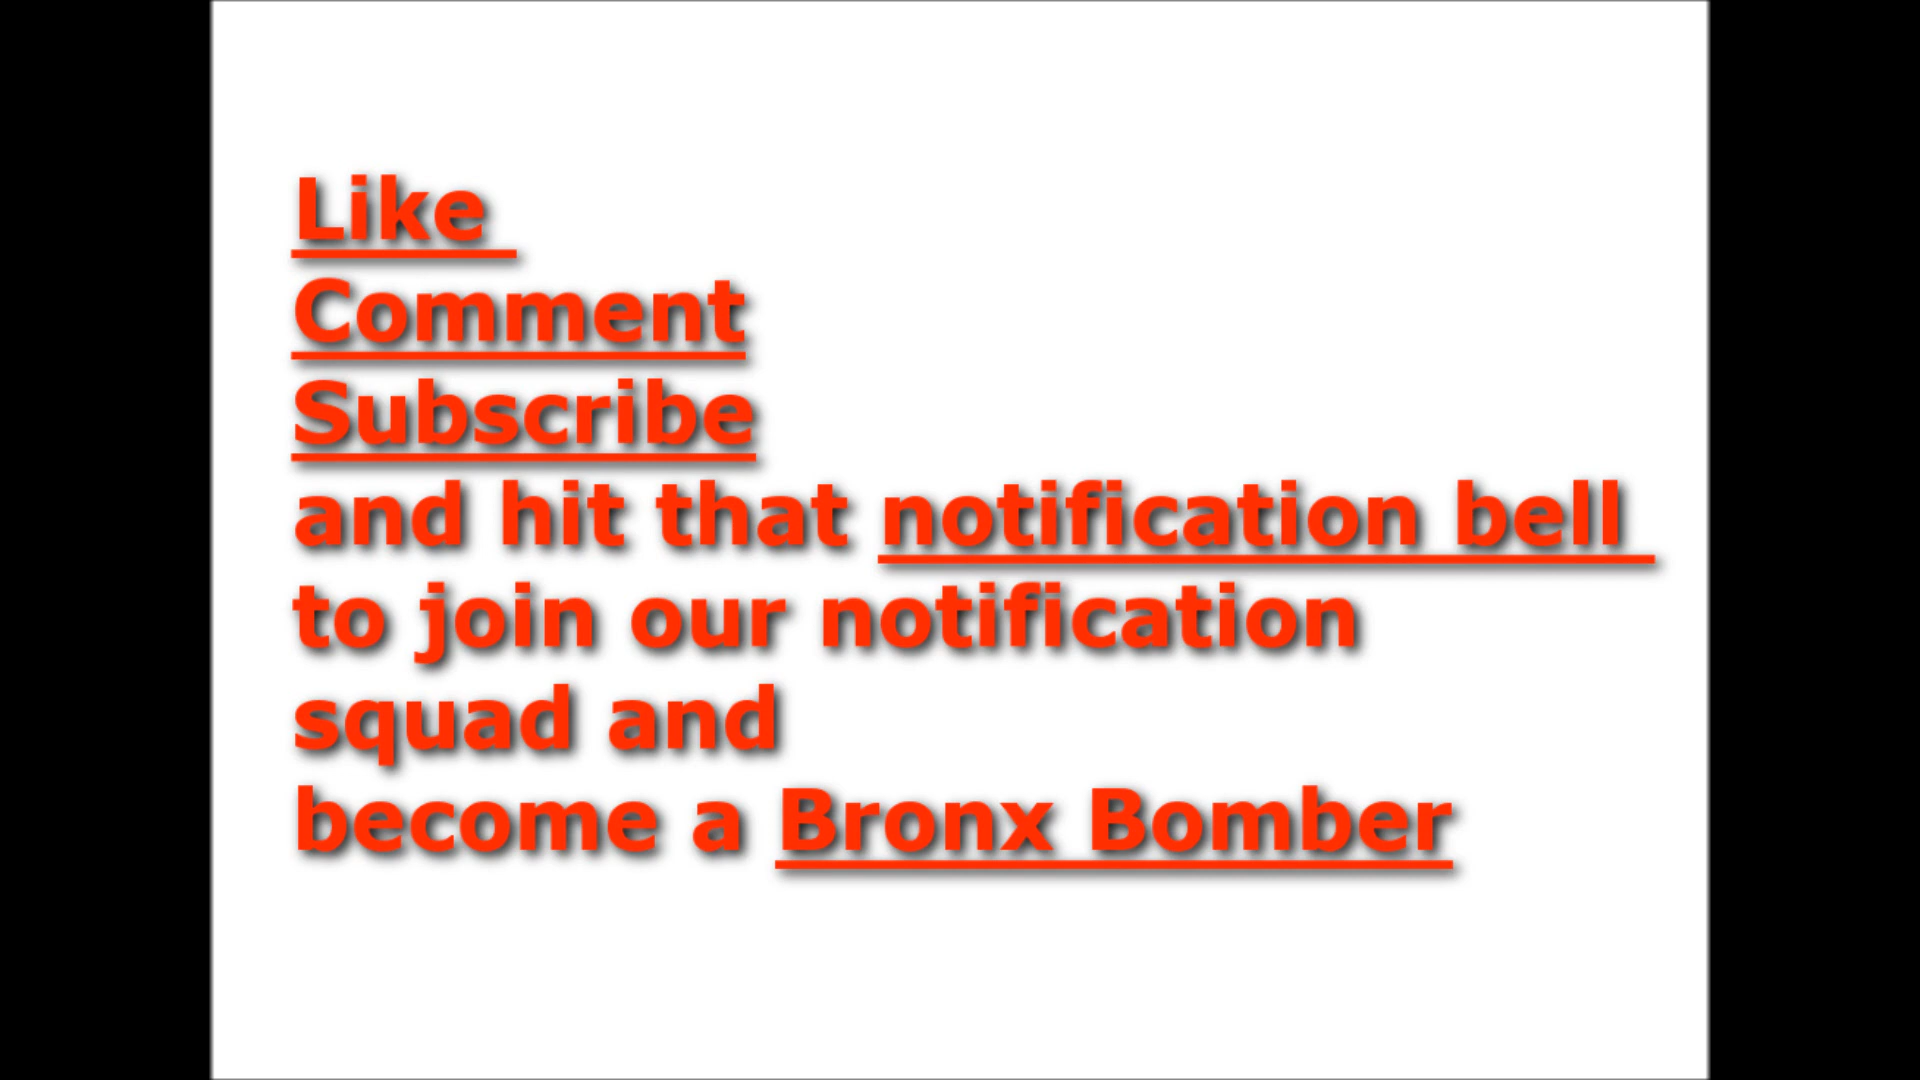 Like
Comment
Subscribe
and hit that notification bell
to join our notification
squad and
become a Bronx Bomber